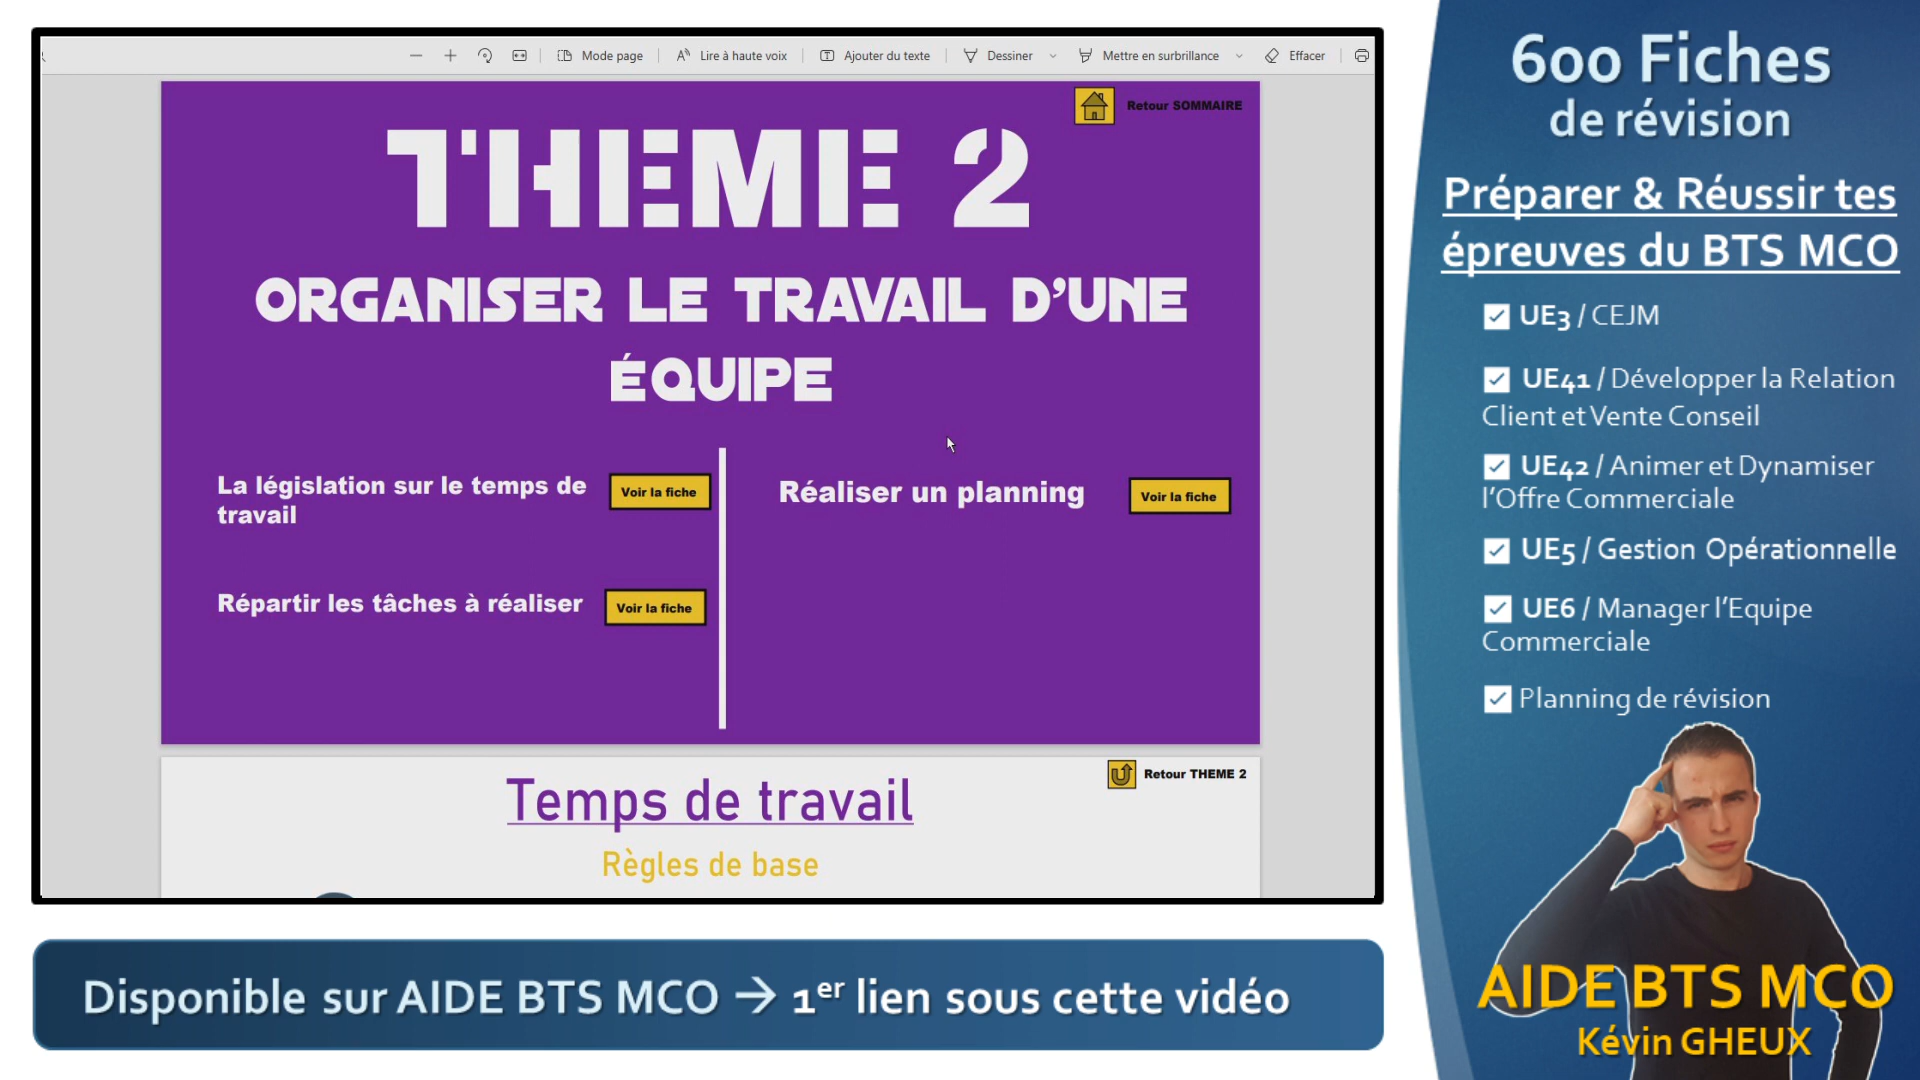 Mode page
Lire à haute voix
Ajouter du texte
Dessiner
Mettre en surbrillance
Effacer
Retour SOMMAIRE
THEME 2
ORGANISER LE TRAVAIL D'UNE
ÉQUIPE
La législation sur le temps de
travail
Voir la fiche
Répartir les tâches à réaliser
Voir la fiche
Réaliser un planning
Voir la fiche
Retour THEME 2
Temps de travail
Règles de base
Disponible sur AIDE BTS MCO → 1er lien sous cette vidéo
600 Fiches
de révision
Préparer & Réussir tes
épreuves du BTS MCO
UE3 / CEJM
UE41 / Développer la Relation
Client et Vente Conseil
UE42 / Animer et Dynamiser
l'Offre Commerciale
UE5 / Gestion Opérationnelle
UE6 / Manager l'Equipe
Commerciale
Planning de révision
AIDE BTS MCO
Kévin GHEUX